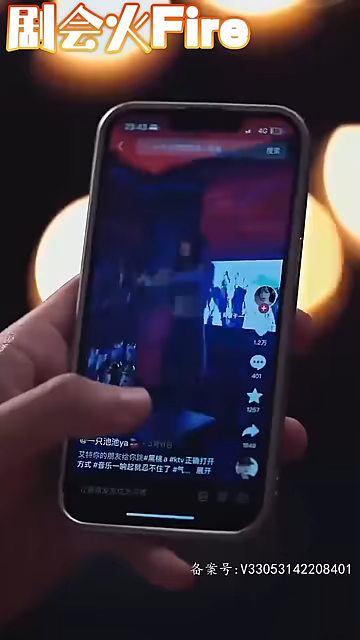 剧会火Fire
23:43
4G
搜索
1.2万
401
1257
1849
@一只池池ya
又特你的朋友给你跳#黑桃a #ktv正确打开
方式 #音乐一响起就忍不住了 #气... 展开
备案号:V33053142208401